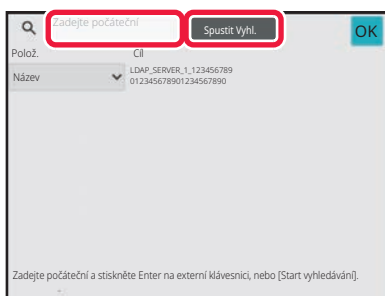 Zadejte počáteční
Spustit Vyhl.
OK
Polož.
Cíl
Název
LDAP_SERVER_1_123456789
012345678901234567890
Zadejte počáteční a stiskněte Enter na externí klávesnici, nebo [Start vyhledávání].